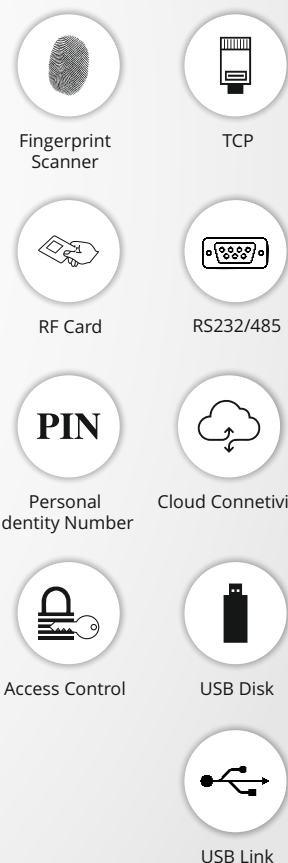 Fingerprint
Scanner
TCP
RF Card
RS232/485
PIN
Personal
dentity Number
Cloud Connetivi
Access Control
USB Disk
USB Link